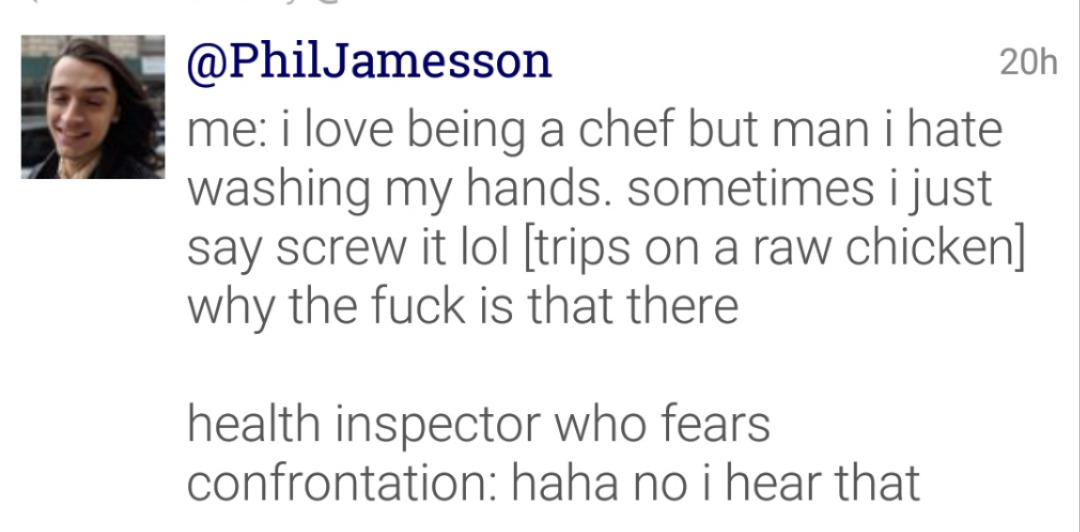 @PhilJamesson 20h
me: i love being a chef but man i hate
washing my hands. sometimes i just
say screw it lol [trips on a raw chicken]
why the fuck is that there
health inspector who fears
confrontation: haha no i hear that